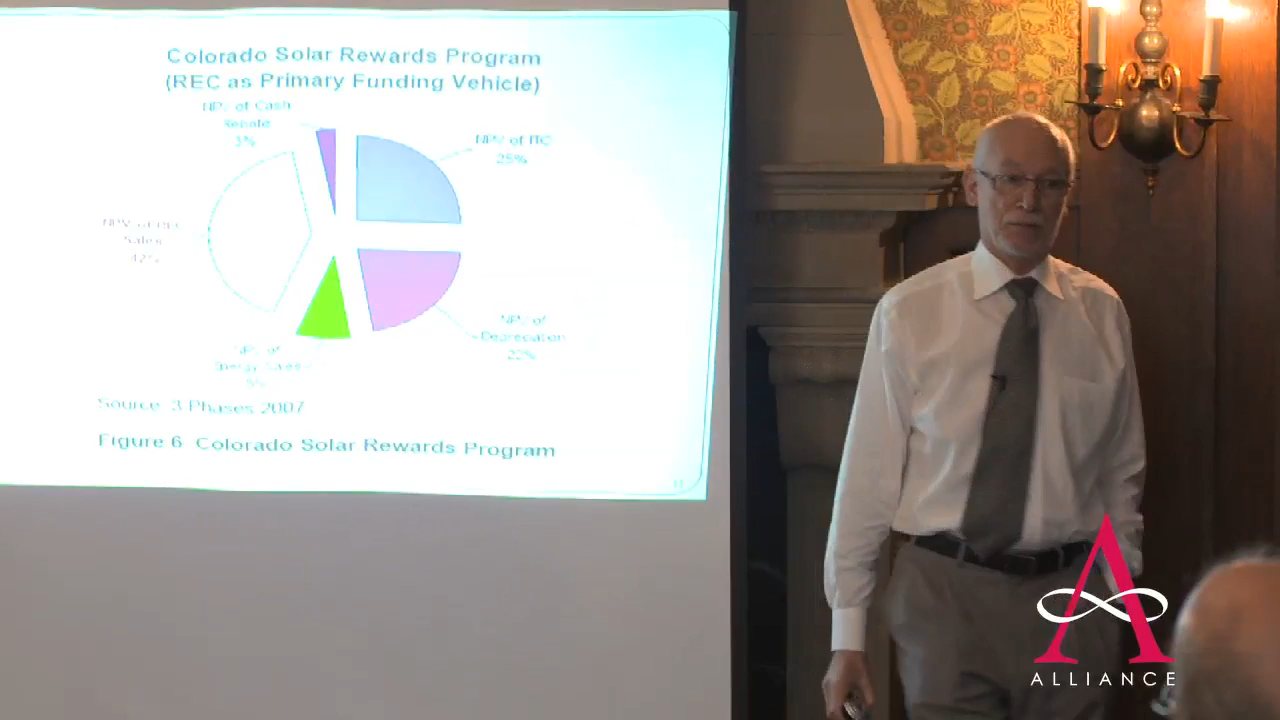 Colorado Solar Rewards Program
(REC as Primary Funding Vehicle)
NPV of Cash
Rebate
3%
NPV of ITC
25%
NPV of
Sales
42%
NPV of
Depreciation
22%
NPV of
Energy Sales
Source: 3 Phases 2007
Figure 6 Colorado Solar Rewards Program
ALLIANCE